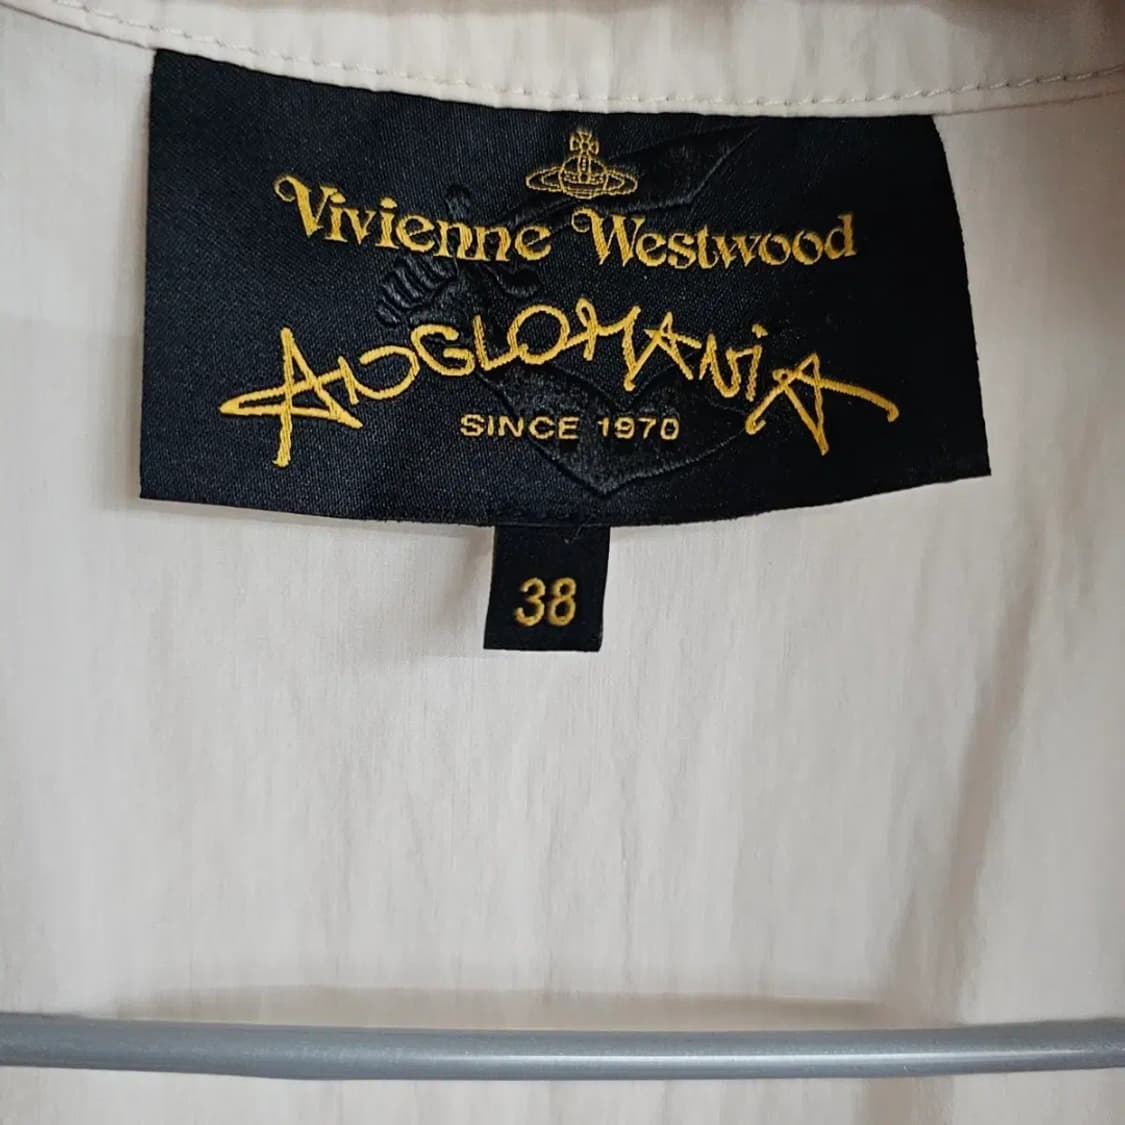 Vivienne Westwood
ANGLOMANIA
SINCE 1970
38